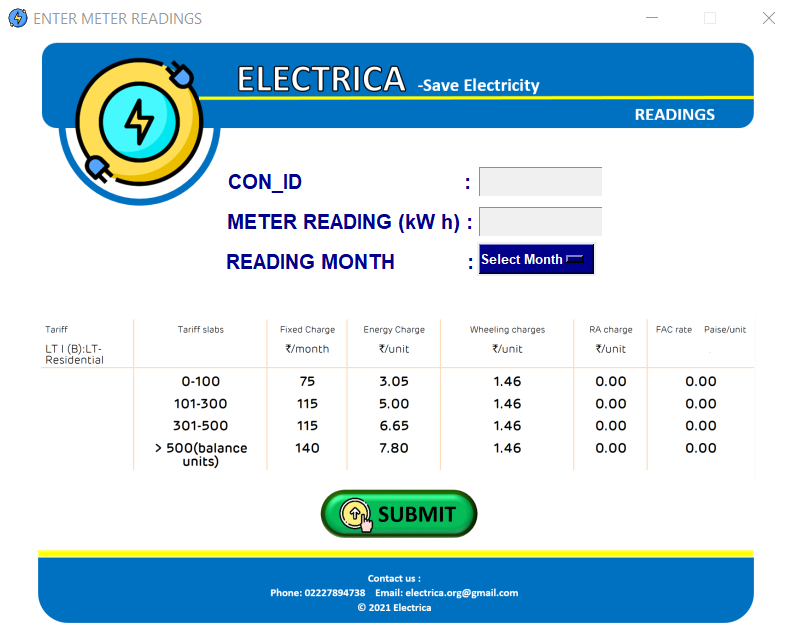 ENTER METER READINGS
ELECTRICA -Save Electricity
READINGS
CON_ID :
METER READING (kW h) :
READING MONTH : Select Month
Tariff Tariff slabs Fixed Charge Energy Charge Wheeling charges RA charge FAC rate Paise/unit
LT I (B):LT- ₹/month ₹/unit ₹/unit ₹/unit
Residential
0-100 75 3.05 1.46 0.00 0.00
101-300 115 5.00 1.46 0.00 0.00
301-500 115 6.65 1.46 0.00 0.00
> 500(balance 140 7.80 1.46 0.00 0.00
units)
SUBMIT
Contact us :
Phone: 02227894738 Email: electrica.org@gmail.com
© 2021 Electrica